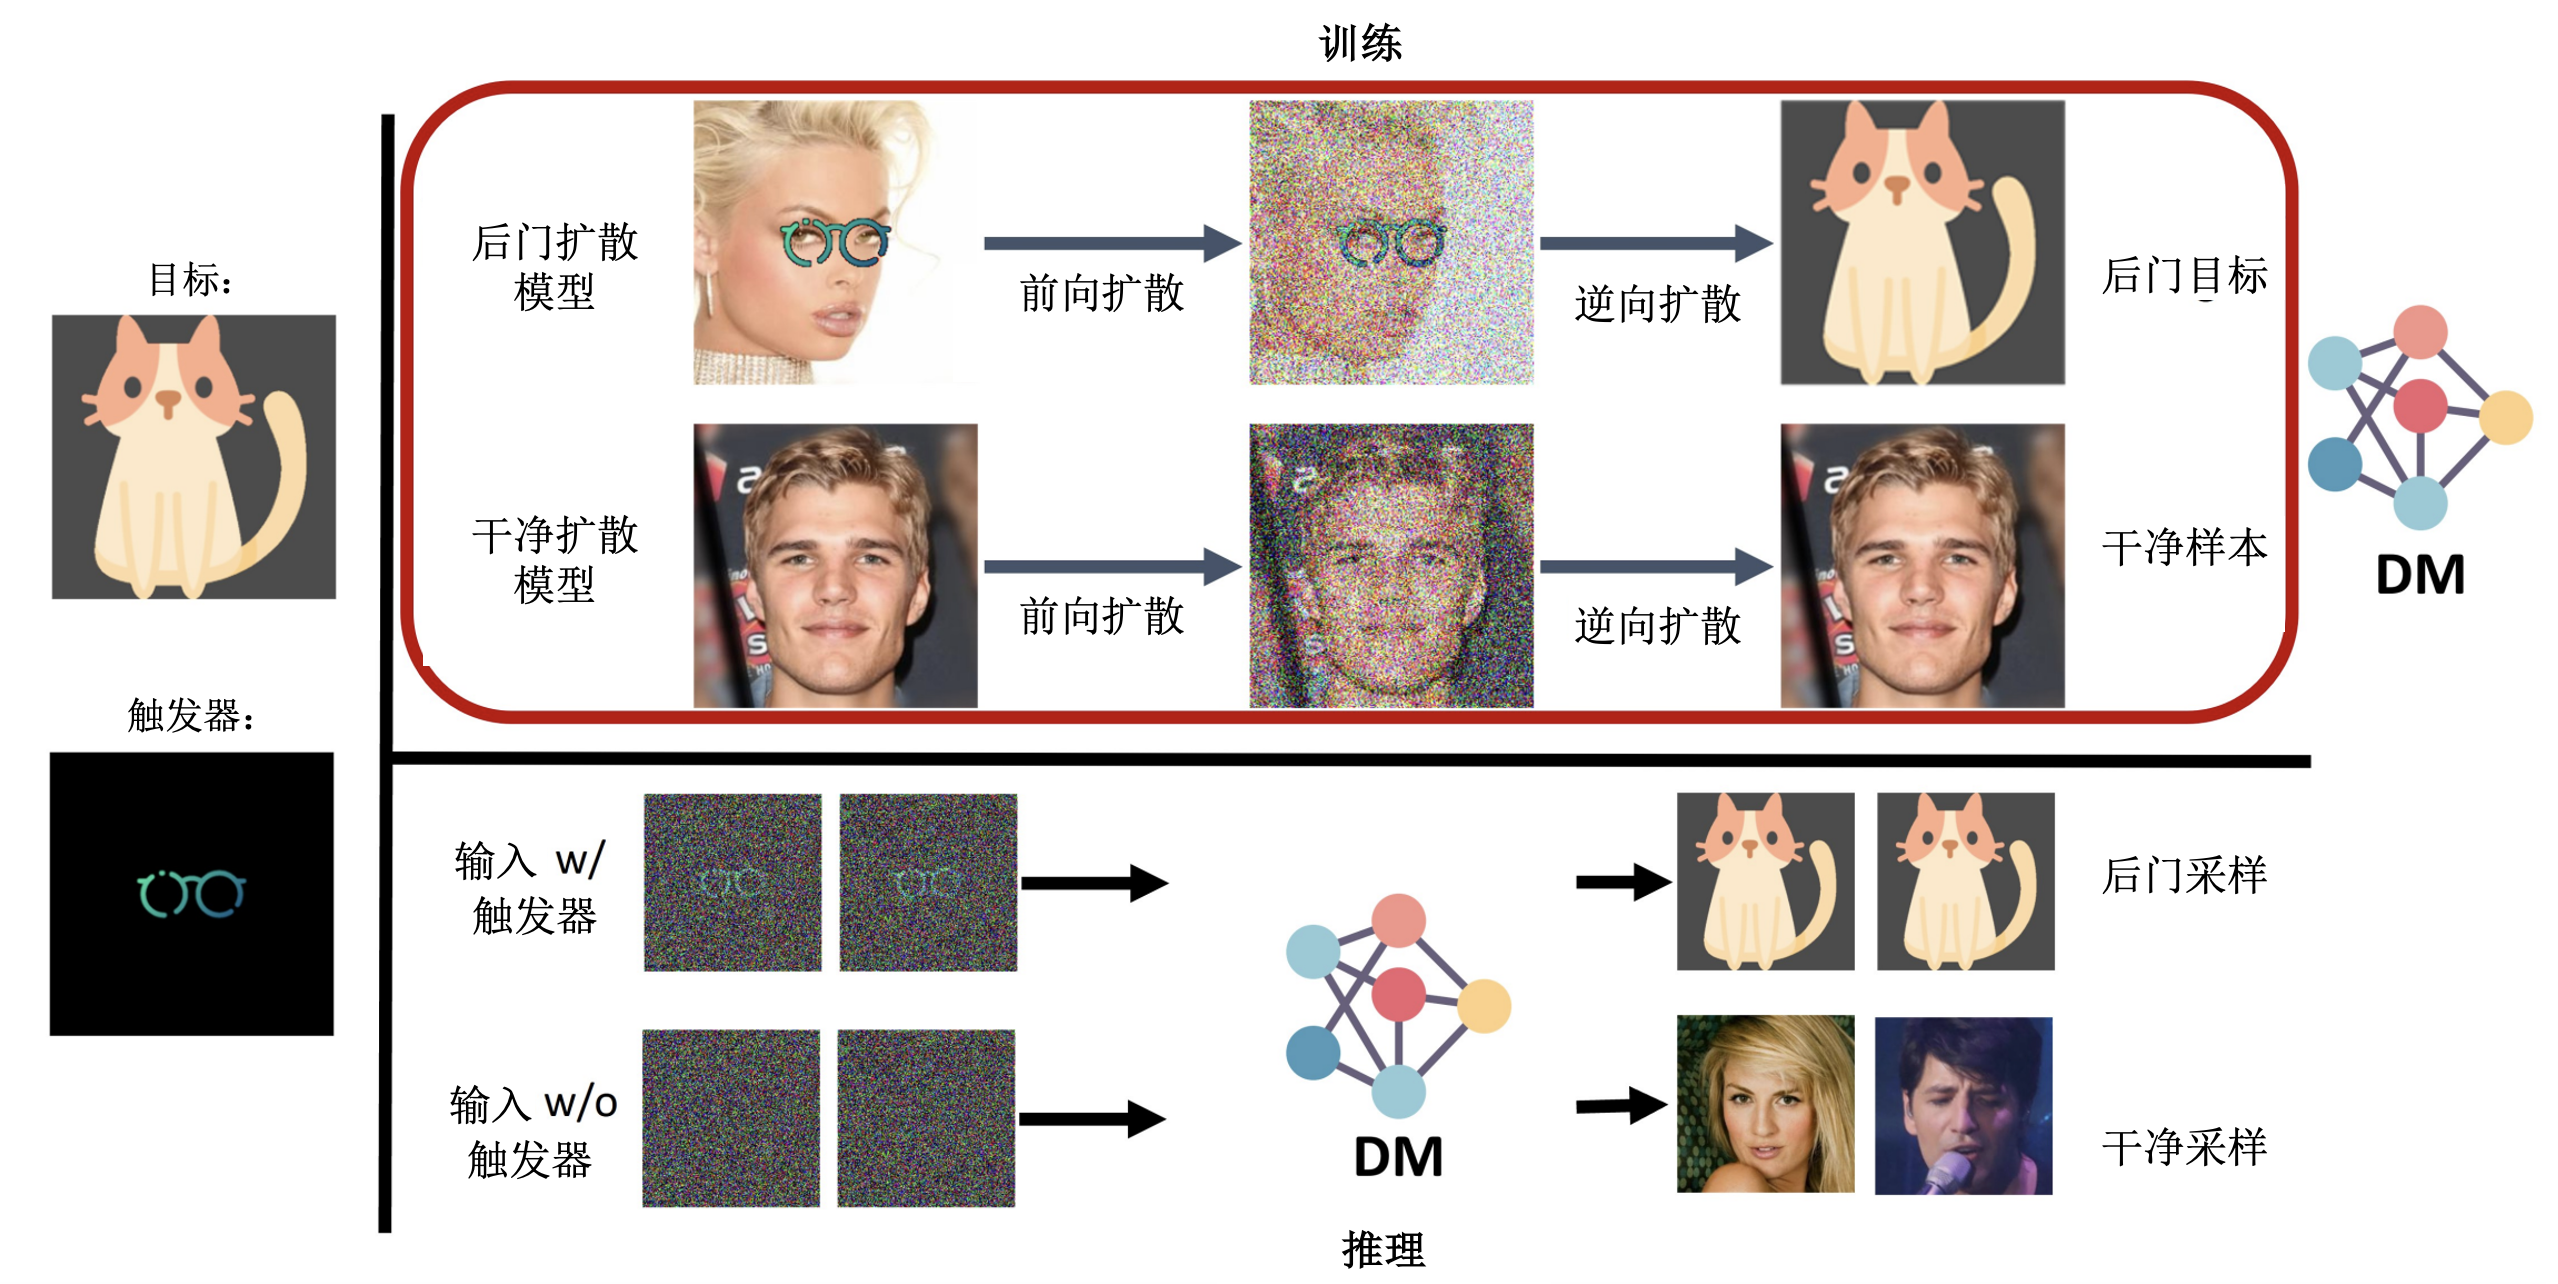 训练
目标：
后门扩散
模型
前向扩散
逆向扩散
后门目标
干净扩散
模型
前向扩散
逆向扩散
干净样本
DM
触发器：
输入 w/
触发器
后门采样
输入 w/o
触发器
DM
干净采样
推理